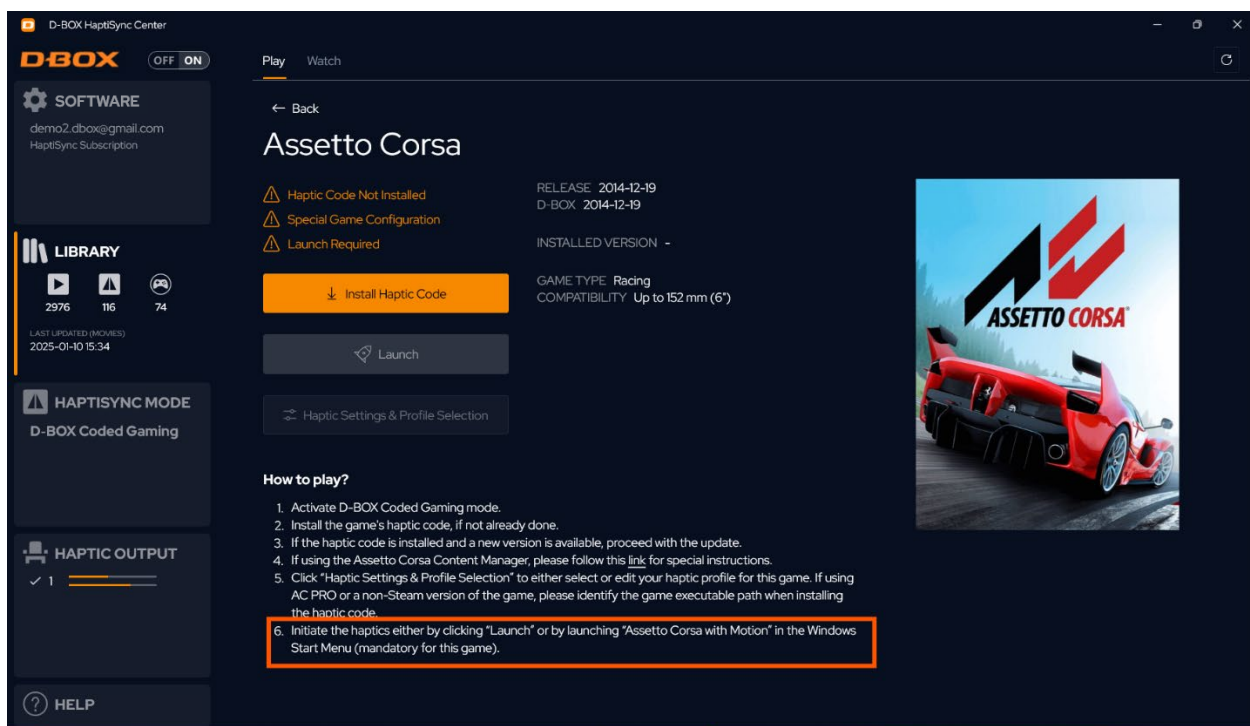 D-BOX HaptiSync Center
D-BOX
OFF ON
Play Watch
SOFTWARE
demo2.dbox@gmail.com
HaptiSync Subscription
← Back
Assetto Corsa
Haptic Code Not Installed
Special Game Configuration
Launch Required
RELEASE 2014-12-19
D-BOX 2014-12-19
INSTALLED VERSION -
GAME TYPE Racing
COMPATIBILITY Up to 152 mm (6")
Install Haptic Code
Launch
Haptic Settings & Profile Selection
ASSETTO CORSA
LIBRARY
2976 116 74
LAST UPDATED (MOVIES)
2025-01-10 15:34
HAPTISYNC MODE
D-BOX Coded Gaming
HAPTIC OUTPUT
✓ 1
HELP
How to play?
1. Activate D-BOX Coded Gaming mode.
2. Install the game's haptic code, if not already done.
3. If the haptic code is installed and a new version is available, proceed with the update.
4. If using the Assetto Corsa Content Manager, please follow this link for special instructions.
5. Click "Haptic Settings & Profile Selection" to either select or edit your haptic profile for this game. If using
AC PRO or a non-Steam version of the game, please identify the game executable path when installing
the haptic code.
6. Initiate the haptics either by clicking "Launch" or by launching "Assetto Corsa with Motion" in the Windows
Start Menu (mandatory for this game).